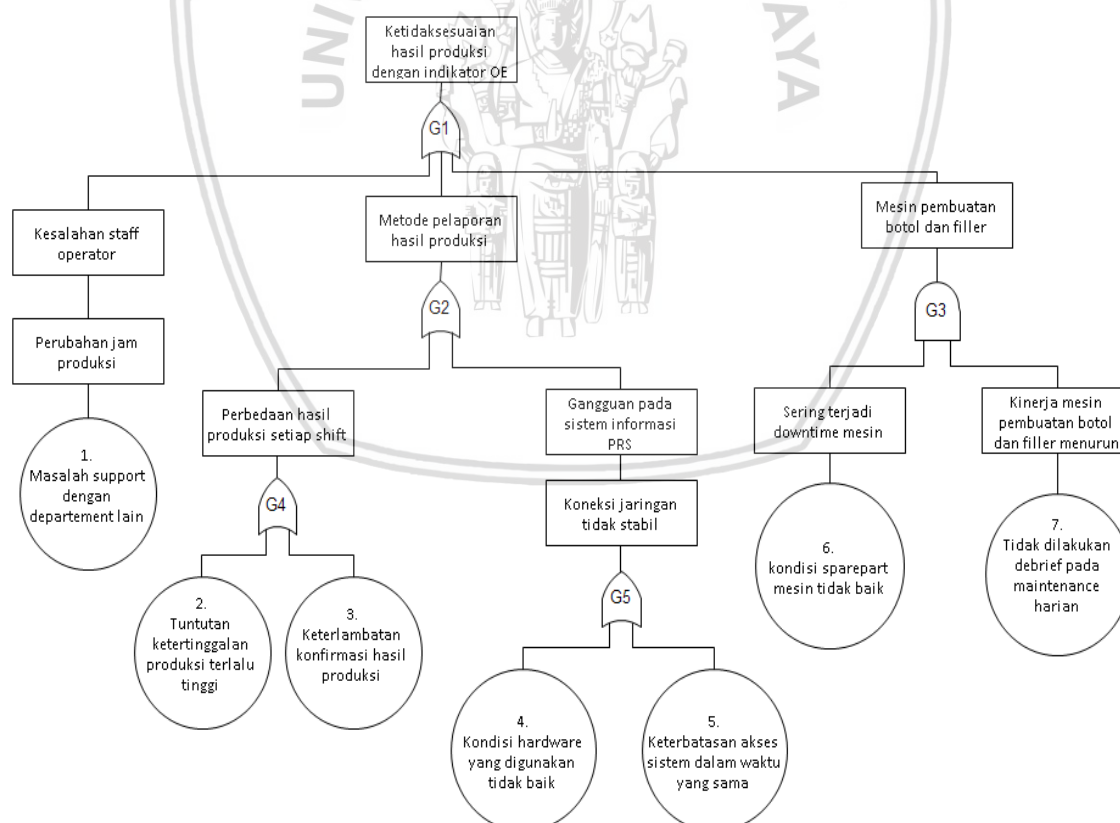 UNI
AYA
Ketidaksesuaian
hasil produksi
dengan indikator OE
G1
Kesalahan staff
operator
Metode pelaporan
hasil produksi
Mesin pembuatan
botol dan filler
G2
G3
Perubahan jam
produksi
Perbedaan hasil
produksi setiap shift
Gangguan pada
sistem informasi
PRS
Sering terjadi
downtime mesin
Kinerja mesin
pembuatan botol
dan filler menurun
1.
Masalah support
dengan
departement lain
G4
Koneksi jaringan
tidak stabil
6.
kondisi sparepart
mesin tidak baik
7.
Tidak dilakukan
debrief pada
maintenance
harian
G5
2.
Tuntutan
ketertinggalan
produksi terlalu
tinggi
3.
Keterlambatan
konfirmasi hasil
produksi
4.
Kondisi hardware
yang digunakan
tidak baik
5.
Keterbatasan akses
sistem dalam waktu
yang sama